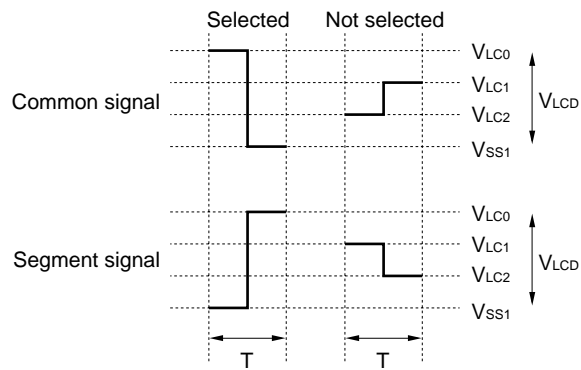 Selected Not selected
VLC0
VLC1
Common signal VLCD
VLC2
VSS1
VLC0
VLC1
Segment signal VLCD
VLC2
VSS1
T T